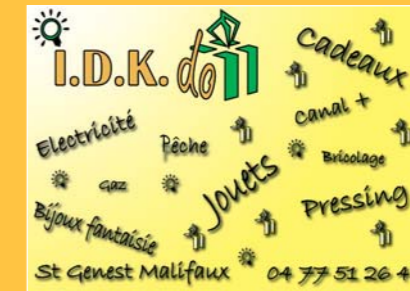 I.D.K. do
Cadeaux
Canal +
Electricité
Pêche
Bricolage
Gaz
Jouets
Pressing
Bijoux fantaisie
St Genest Malifaux 04 77 51 26 4